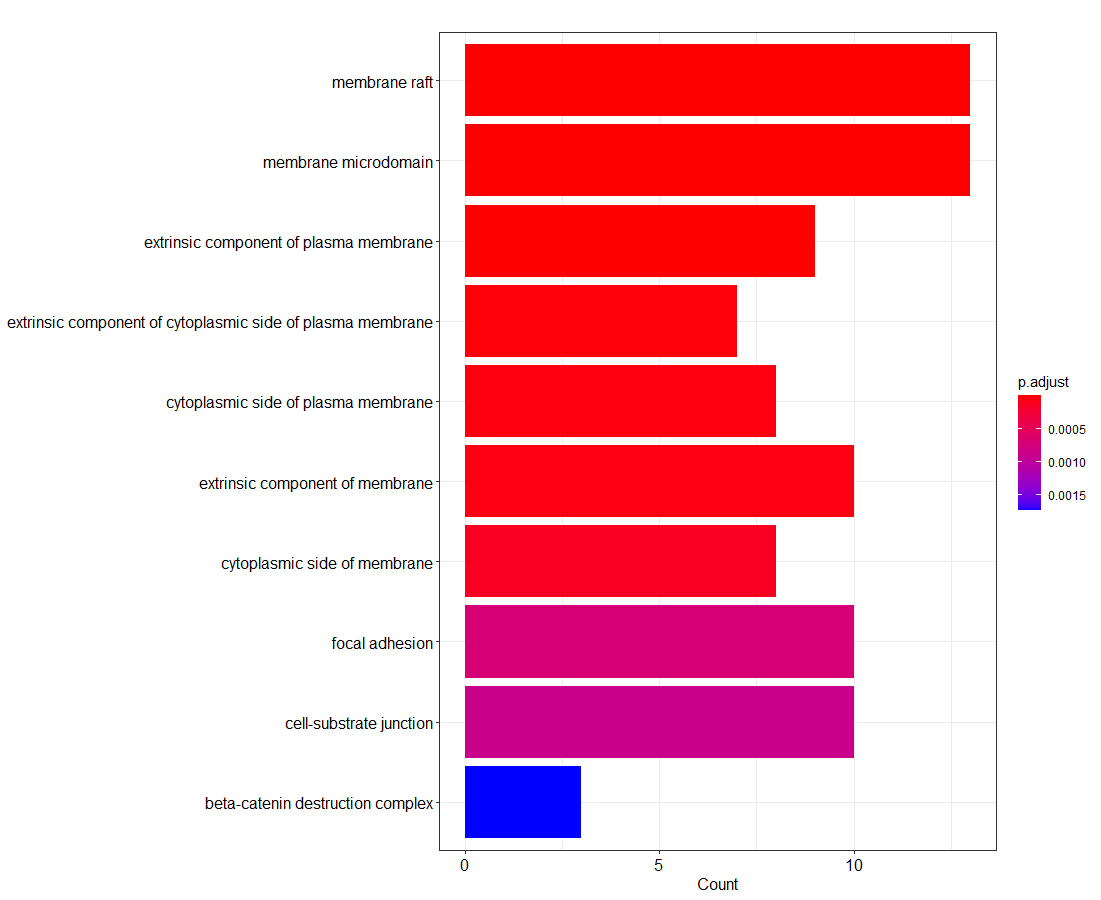 membrane raft
membrane microdomain
extrinsic component of plasma membrane
extrinsic component of cytoplasmic side of plasma membrane
cytoplasmic side of plasma membrane
extrinsic component of membrane
cytoplasmic side of membrane
focal adhesion
cell-substrate junction
beta-catenin destruction complex
0 5 10
Count
p.adjust
0.0005
0.0010
0.0015